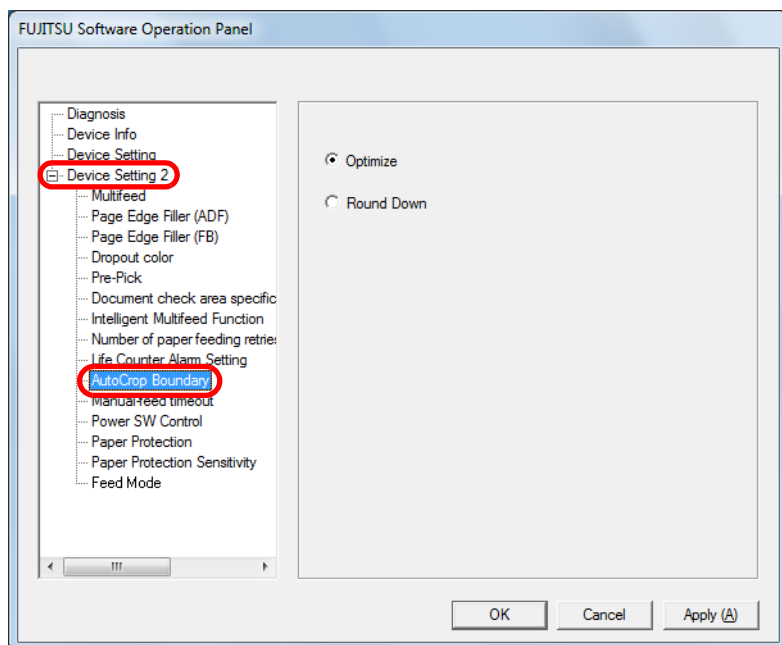 FUJITSU Software Operation Panel
Diagnosis
Device Info
Device Setting
Device Setting 2
Multifeed
Page Edge Filler (ADF)
Page Edge Filler (FB)
Dropout color
Pre-Pick
Document check area specific
Intelligent Multifeed Function
Number of paper feeding retries
Life Counter Alarm Setting
AutoCrop Boundary
Manual-feed timeout
Power SW Control
Paper Protection
Paper Protection Sensitivity
Feed Mode
Optimize
Round Down
OK Cancel Apply (A)